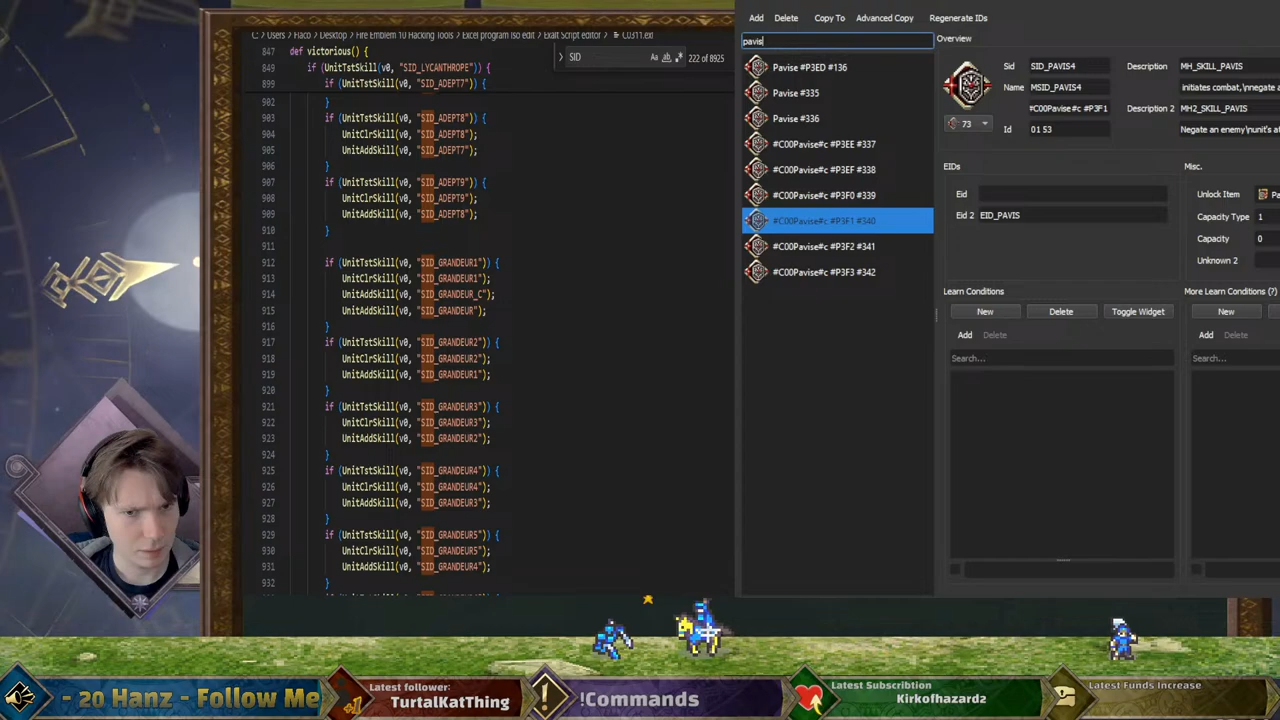 C: > Users > Flaco > Desktop > Fire Emblem 10 Hacking Tools > Excel program Iso edit > Exalt Script editor > C0311.exl
847 def victorious() {
849 if (UnitTstSkill(v0, "SID_LYCANTHROPE")) {
899 if (UnitTstSkill(v0, "SID_ADEPT7")) {
902 }
903 if (UnitTstSkill(v0, "SID_ADEPT8")) {
904 UnitClrSkill(v0, "SID_ADEPT8");
905 UnitAddSkill(v0, "SID_ADEPT7");
906 }
907 if (UnitTstSkill(v0, "SID_ADEPT9")) {
908 UnitClrSkill(v0, "SID_ADEPT9");
909 UnitAddSkill(v0, "SID_ADEPT8");
910 }
911
912 if (UnitTstSkill(v0, "SID_GRANDEUR1")) {
913 UnitClrSkill(v0, "SID_GRANDEUR1");
914 UnitAddSkill(v0, "SID_GRANDEUR_C");
915 UnitAddSkill(v0, "SID_GRANDEUR");
916 }
917 if (UnitTstSkill(v0, "SID_GRANDEUR2")) {
918 UnitClrSkill(v0, "SID_GRANDEUR2");
919 UnitAddSkill(v0, "SID_GRANDEUR1");
920 }
921 if (UnitTstSkill(v0, "SID_GRANDEUR3")) {
922 UnitClrSkill(v0, "SID_GRANDEUR3");
923 UnitAddSkill(v0, "SID_GRANDEUR2");
924 }
925 if (UnitTstSkill(v0, "SID_GRANDEUR4")) {
926 UnitClrSkill(v0, "SID_GRANDEUR4");
927 UnitAddSkill(v0, "SID_GRANDEUR3");
928 }
929 if (UnitTstSkill(v0, "SID_GRANDEUR5")) {
930 UnitClrSkill(v0, "SID_GRANDEUR5");
931 UnitAddSkill(v0, "SID_GRANDEUR4");
932 }
SID Aa ab .* 222 of 8925
Add Delete Copy To Advanced Copy Regenerate IDs
pavis
Pavise #P3ED #136
Pavise #335
Pavise #336
#C00Pavise#c #P3EE #337
#C00Pavise#c #P3EF #338
#C00Pavise#c #P3F0 #339
#C00Pavise#c #P3F1 #340
#C00Pavise#c #P3F2 #341
#C00Pavise#c #P3F3 #342
Overview
Sid SID_PAVIS4 Description MH_SKILL_PAVIS
Name MSID_PAVIS4 initiates combat,\nnegate a
#C00Pavise#c #P3F1 Description 2 MH2_SKILL_PAVIS
73 Id 01 53 Negate an enemy\nunit's
EIDs Misc.
Eid Unlock Item Pa
Eid 2 EID_PAVIS Capacity Type 1
Capacity 0
Unknown 2
Learn Conditions More Learn Conditions (?)
New Delete Toggle Widget New
Add Delete Add Delete
Search... Search...
- 20 Hanz - Follow Me
+1 Latest follower:
TurtalKatThing
!Commands
Latest Subscribtion
Kirkofhazard2
Latest Funds Increase